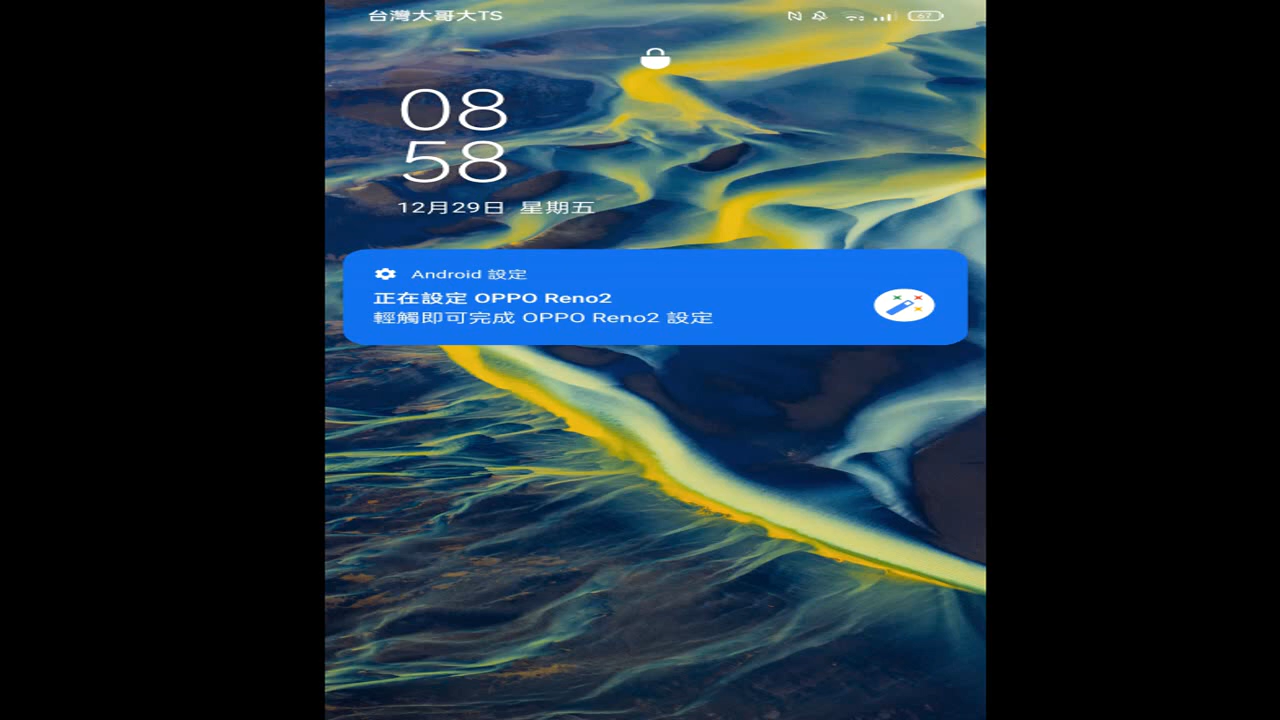 台灣大哥大TS
67
08
58
12月29日 星期五
Android 設定
正在設定 OPPO Reno2
輕觸即可完成 OPPO Reno2 設定